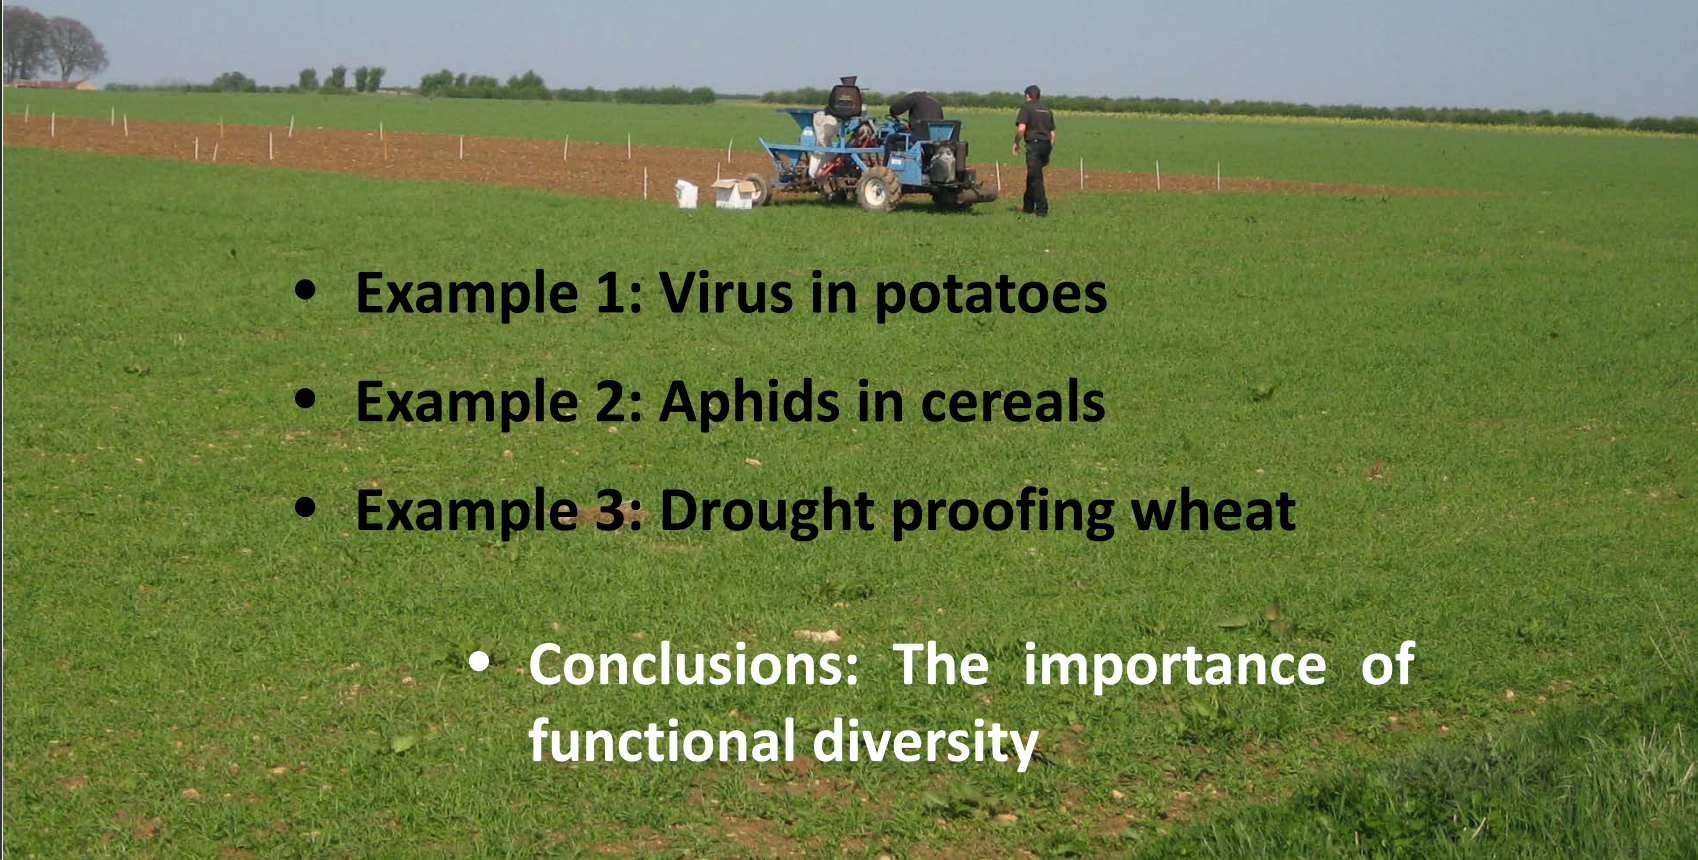 • Example 1: Virus in potatoes
• Example 2: Aphids in cereals
• Example 3: Drought proofing wheat
• Conclusions: The importance of
functional diversity